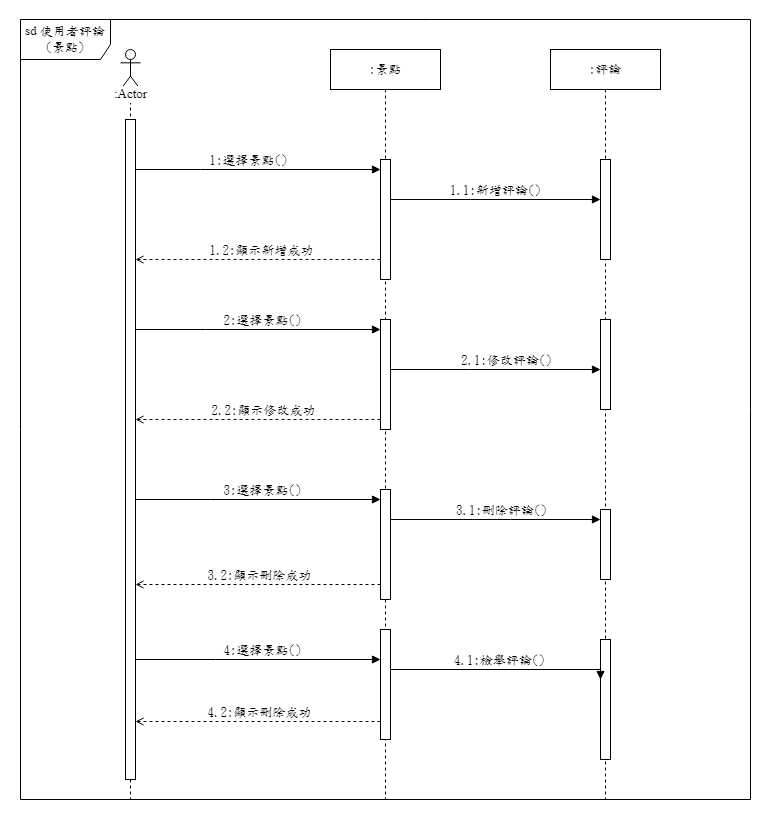 sd 使用者評論
（景點）
:Actor
:景點
:評論
1:選擇景點()
1.1:新增評論()
1.2:顯示新增成功
2:選擇景點()
2.1:修改評論()
2.2:顯示修改成功
3:選擇景點()
3.1:刪除評論()
3.2:顯示刪除成功
4:選擇景點()
4.1:檢舉評論()
4.2:顯示刪除成功